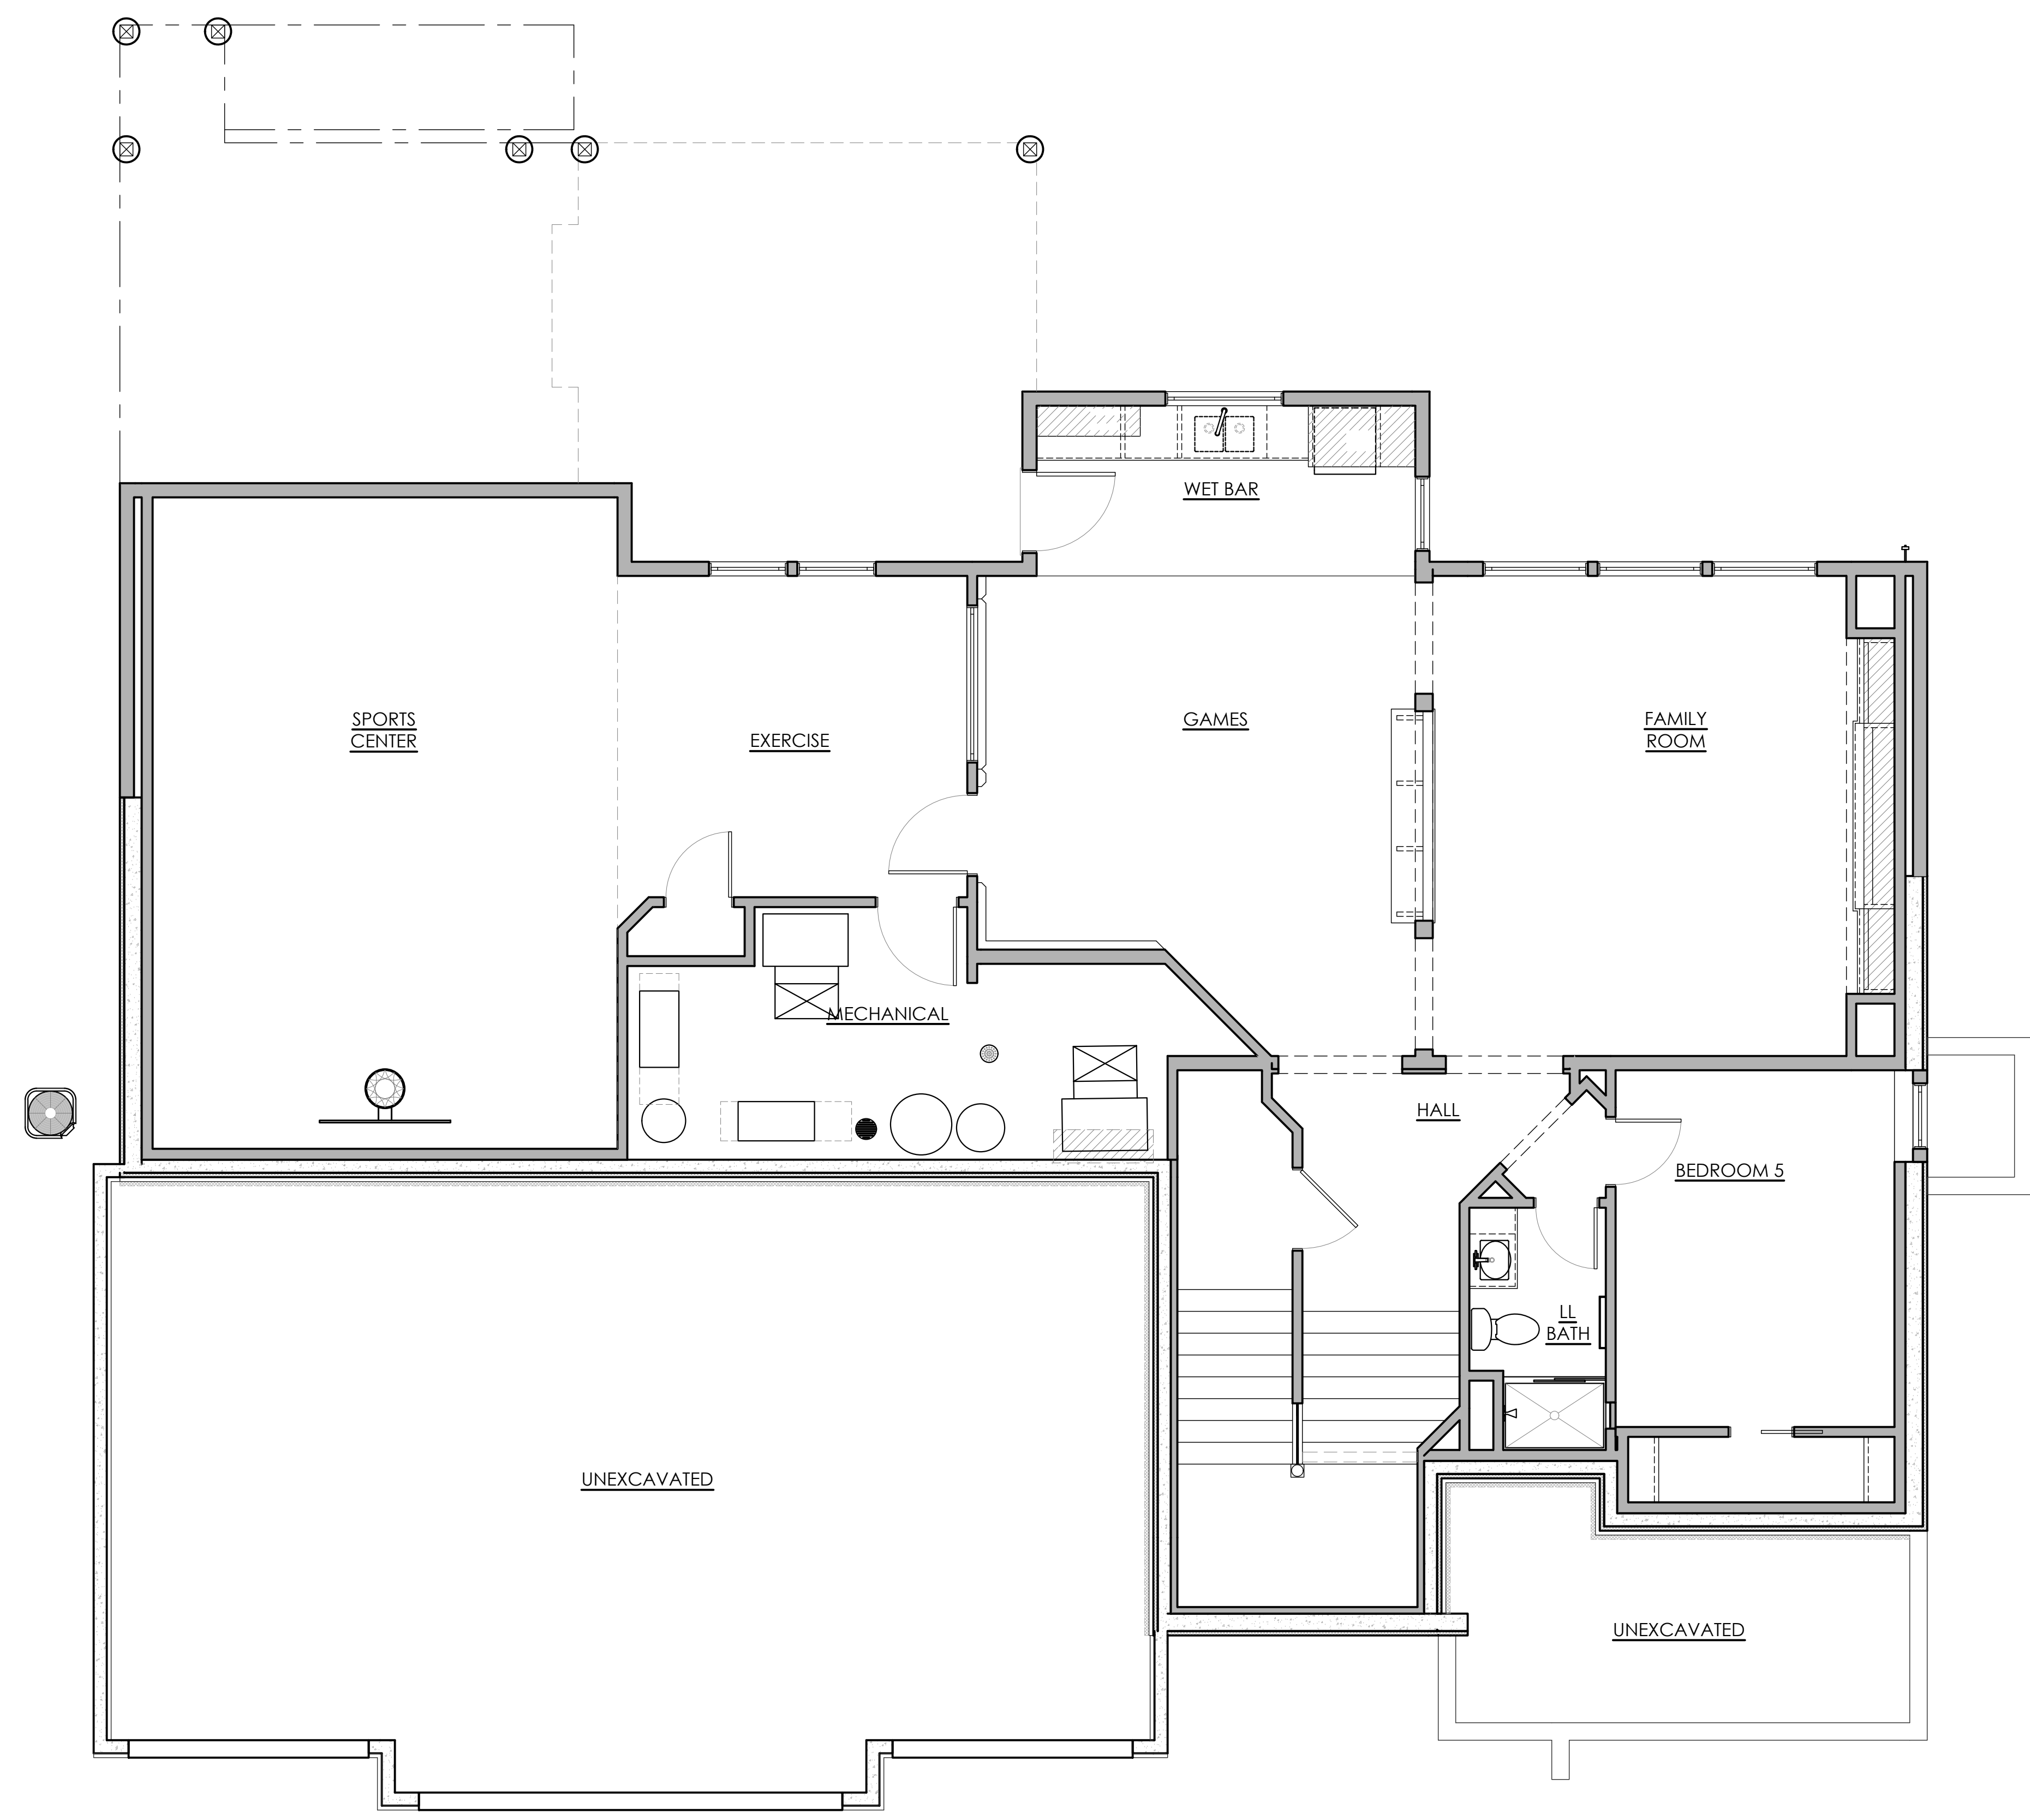 WET BAR
SPORTS
CENTER
EXERCISE
GAMES
FAMILY
ROOM
MECHANICAL
HALL
BEDROOM 5
LL
BATH
UNEXCAVATED
UNEXCAVATED